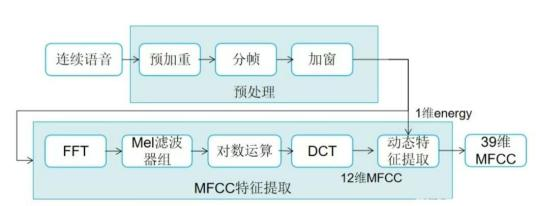 连续语音
预加重
分帧
加窗
预处理
1维energy
FFT
Mel滤波
器组
对数运算
DCT
动态特
征提取
39维
MFCC
12维MFCC
MFCC特征提取